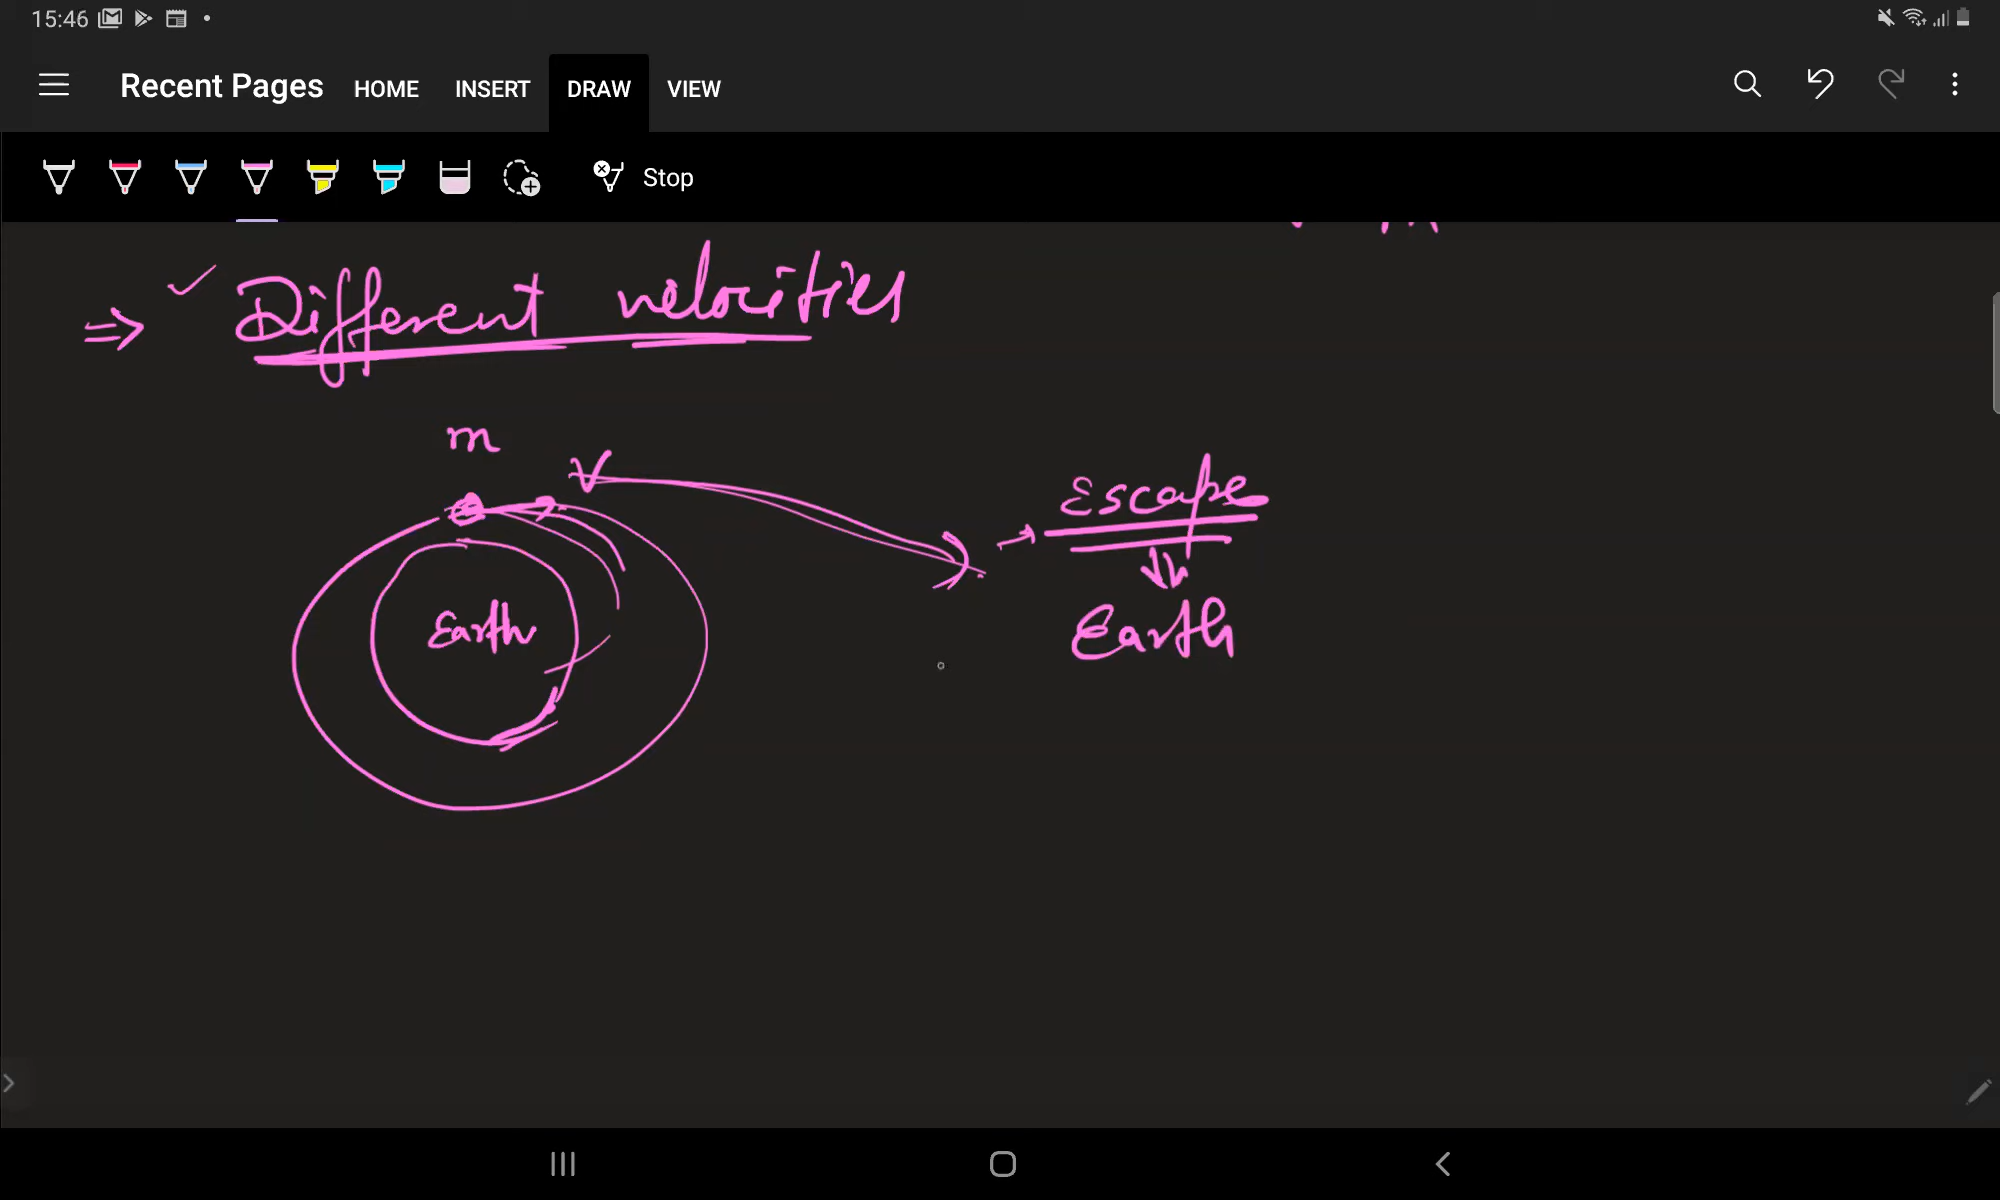 15:46
Recent Pages HOME INSERT DRAW VIEW
Stop
⇒ ✓ Different velocities
m
v
→ Escape
Earth
Earth